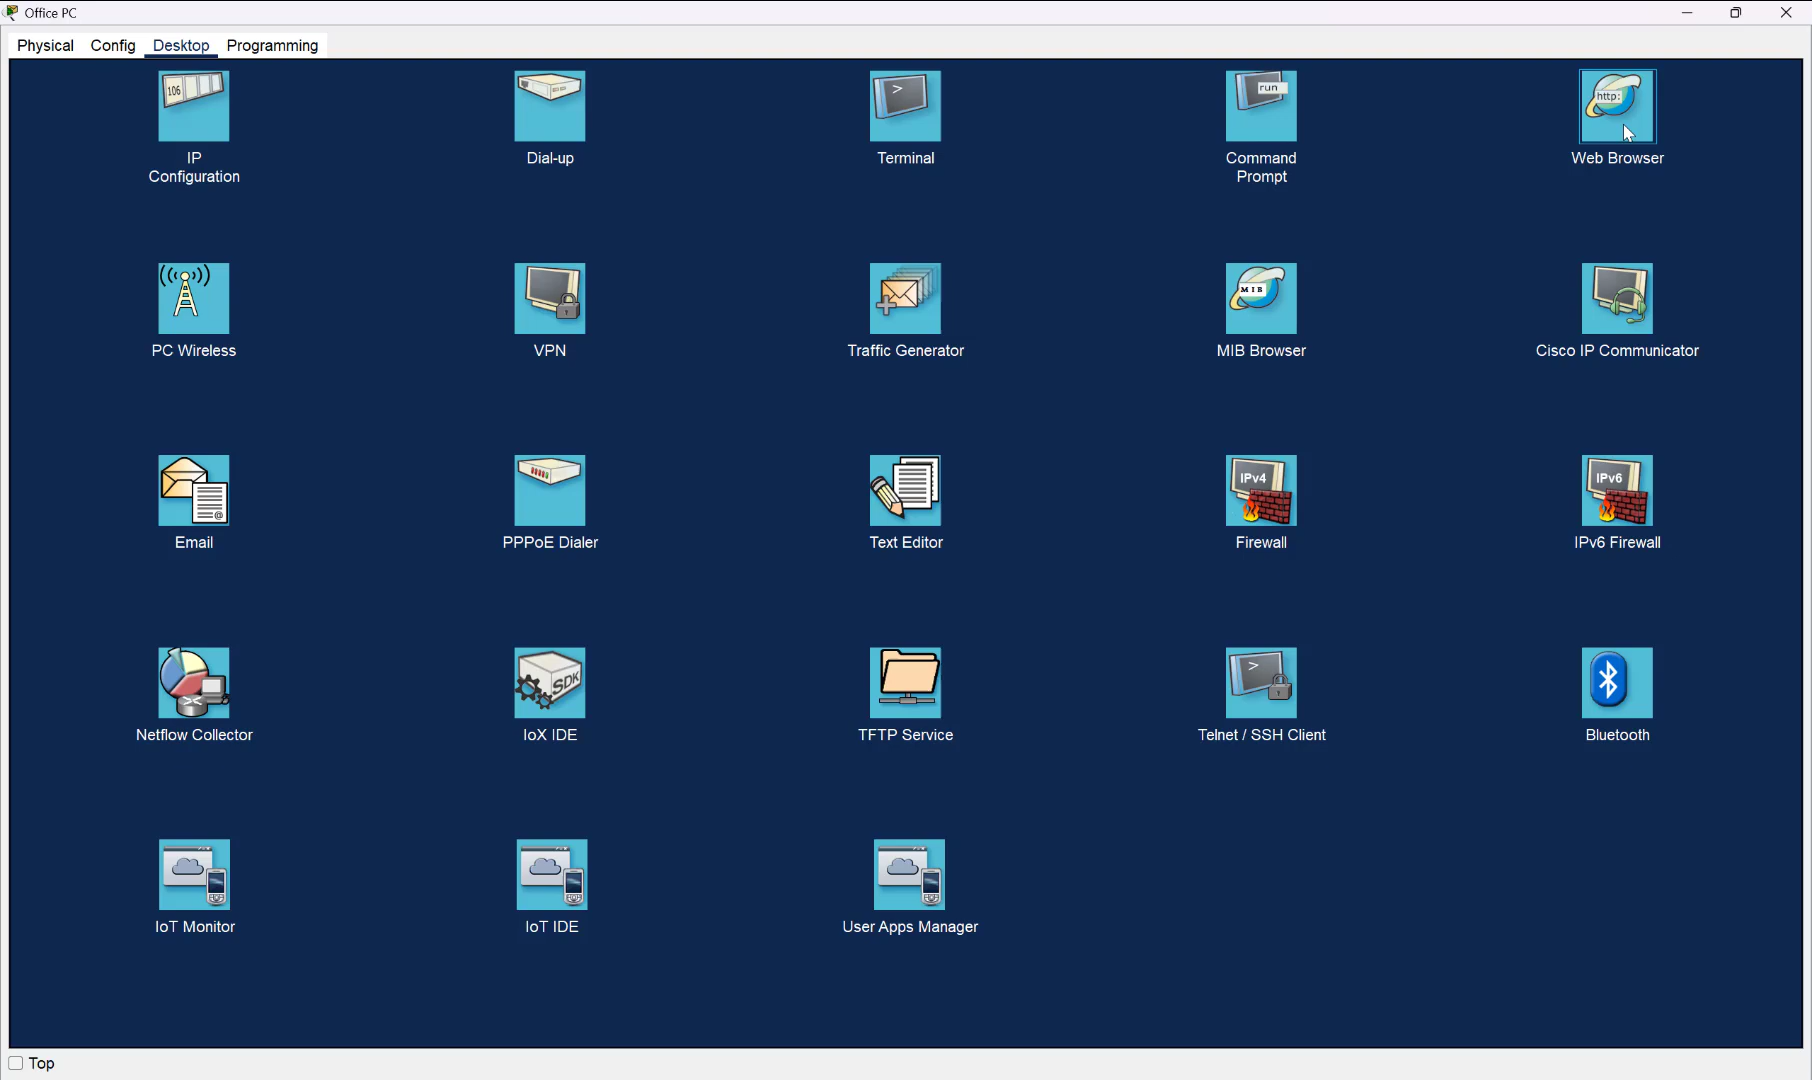 Office PC
Physical Config Desktop Programming
106
>
run
http:
IP
Configuration
Dial-up
Terminal
Command
Prompt
Web Browser
MIB
PC Wireless
VPN
Traffic Generator
MIB Browser
Cisco IP Communicator
@
IPv4
IPv6
Email
PPPoE Dialer
Text Editor
Firewall
IPv6 Firewall
SDK
>
Netflow Collector
IoX IDE
TFTP Service
Telnet / SSH Client
Bluetooth
IoT Monitor
IoT IDE
User Apps Manager
Top